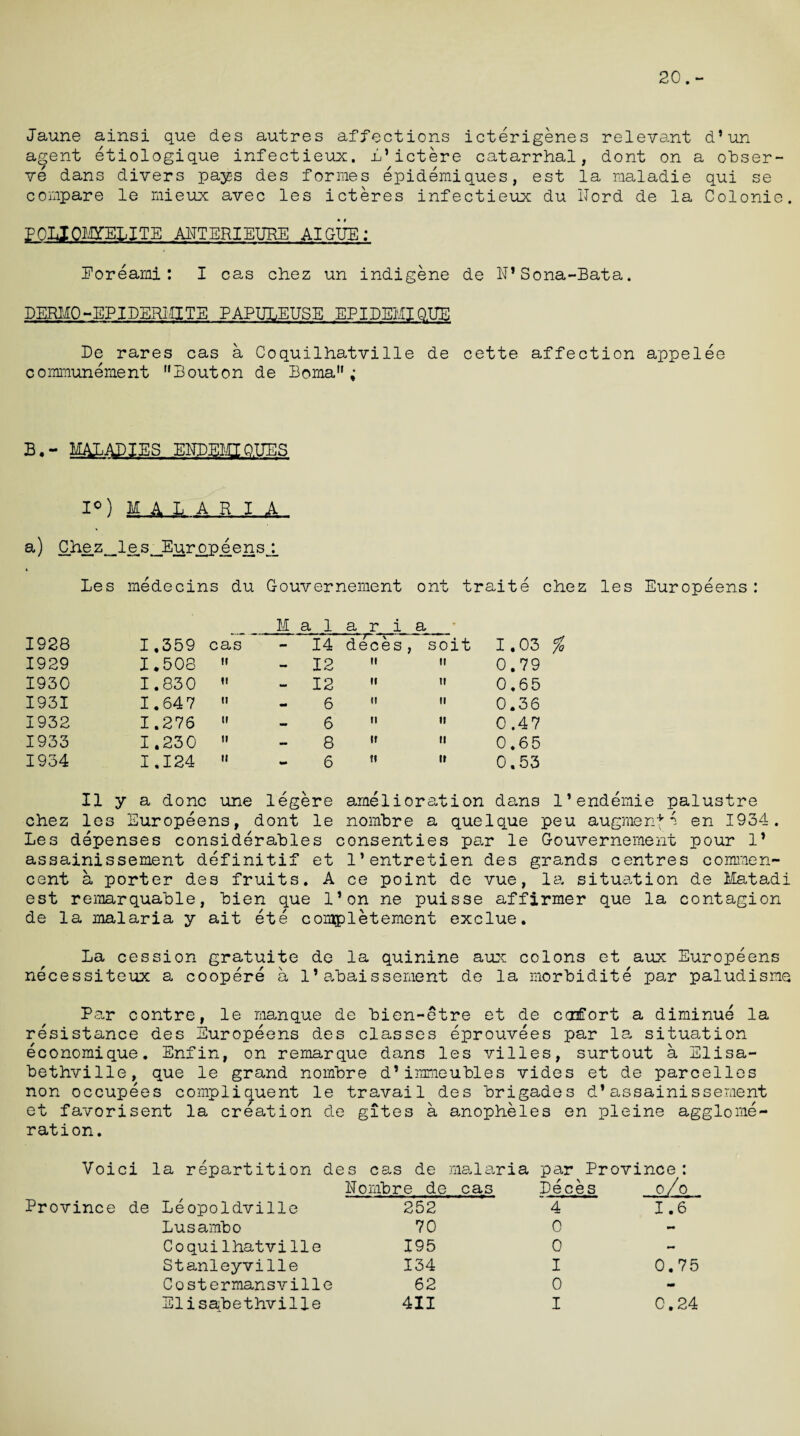 20.-
Jaune ainsi que des autres affections ictérigènes relevant d'un
agent étiologique infectieux. L'ictère catarrhal, dont on a obser-
vé dans divers pays des formes épidémiques, est la maladie qui se
compare le mieux avec les ictères infectieux du Nord de la Colonie.
POLIOMYELITE ANTERIEURE AIGÜE:
Foréami: I cas chez un indigène de N'Sona-Bata.
DERMO-EPIDERMITE PAPULEUSE EPIDEMIQUE
De rares cas à Coquilhatville de cette affection appelée
communément "Bouton de Boma";
B.- MALADIES ENDEMIQUES
I°) M A L A R I A
a) Chez les Européens:
Les médecins du Gouvernement ont traité chez les Européens:
M a l a r i a
1928 I.359 cas - 14 décès, soit I.03 %
1929 I.508 " - 12 " " 0.79
1930 I.830 " - 12 " " 0.65
193I I.647 " - 6 " " 0.36
1932 I.276 " - 6 " " 0.47
1933 I.230 " - 8 " " 0.65
1934 I.I24 " - 6 " " 0.53
Il y a donc une légère amélioration dans l'endémie palustre
chez les Européens, dont le nombre a quelque peu augmenté en 1934.
Les dépenses considérables consenties par le Gouvernement pour l'
assainissement définitif et l'entretien des grands centres commen-
cent à porter des fruits. A ce point de vue, la situation de Matadi
est remarquable, bien que l'on ne puisse affirmer que la contagion
de la malaria y ait été complètement exclue.
La cession gratuite de la quinine aux colons et aux Européens
nécessiteux a coopéré à l'abaissement de la morbidité par paludisme
Par contre, le manque de bien-être et de confort a diminué la
résistance des Européens des classes éprouvées par la situation
économique. Enfin, on remarque dans les villes, surtout à Elisa-
bethville, que le grand nombre d'immeubles vides et de parcelles
non occupées compliquent le travail des brigades d'assainissement
et favorisent la création de gîtes à anophèles en pleine agglomé-
ration.
Voici la répartition des cas de malaria par Province:
Nombre de cas Décès o/o
Province de Léopoldville 252 4 I.6
Lusambo 70 0 -
Coquilhatville I95 0 -
Stanleyville I34 I 0.75
Costermansville 62 0 -
Elisabethville 4II I 0.24